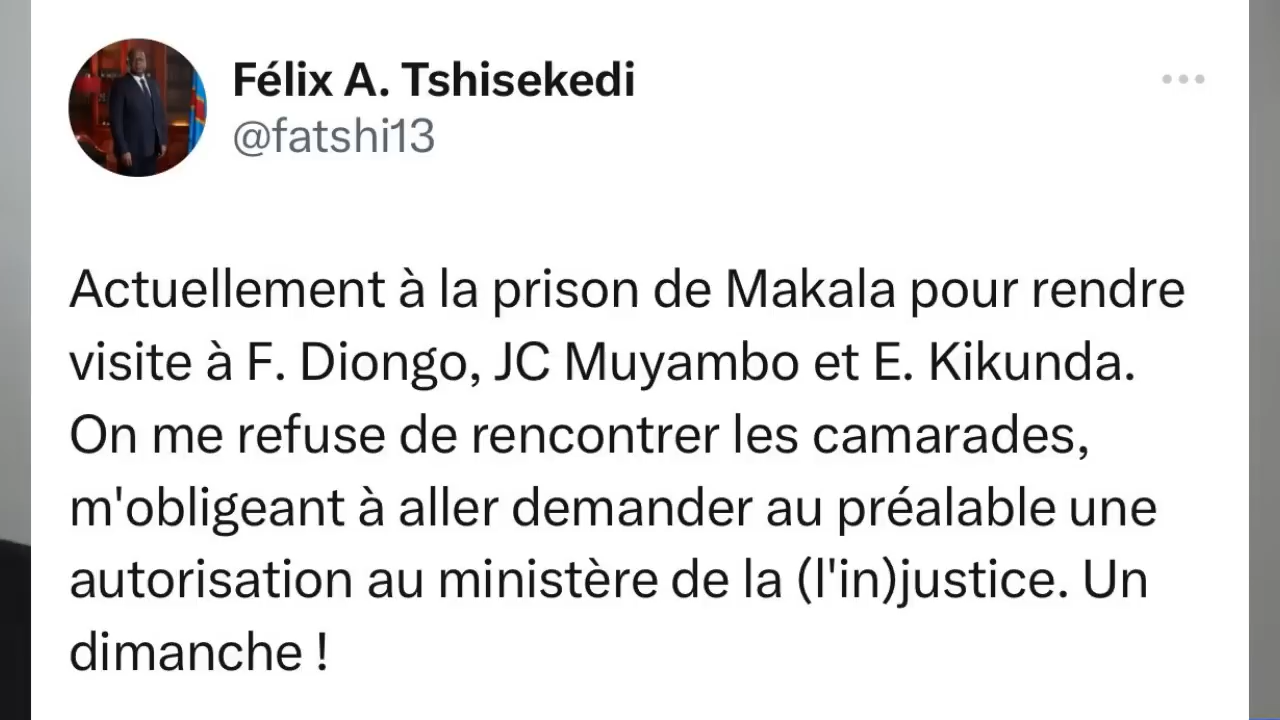 Félix A. Tshisekedi
@fatshi13
Actuellement à la prison de Makala pour rendre
visite à F. Diongo, JC Muyambo et E. Kikunda.
On me refuse de rencontrer les camarades,
m'obligeant à aller demander au préalable une
autorisation au ministère de la (l'in)justice. Un
dimanche !